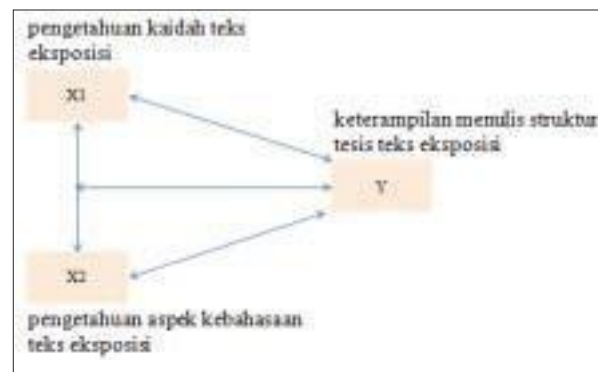 pengetahuan kaidah teks
eksposisi
X1
keterampilan menulis struktur
tesis teks eksposisi
Y
X2
pengetahuan aspek kebahasaan
teks eksposisi